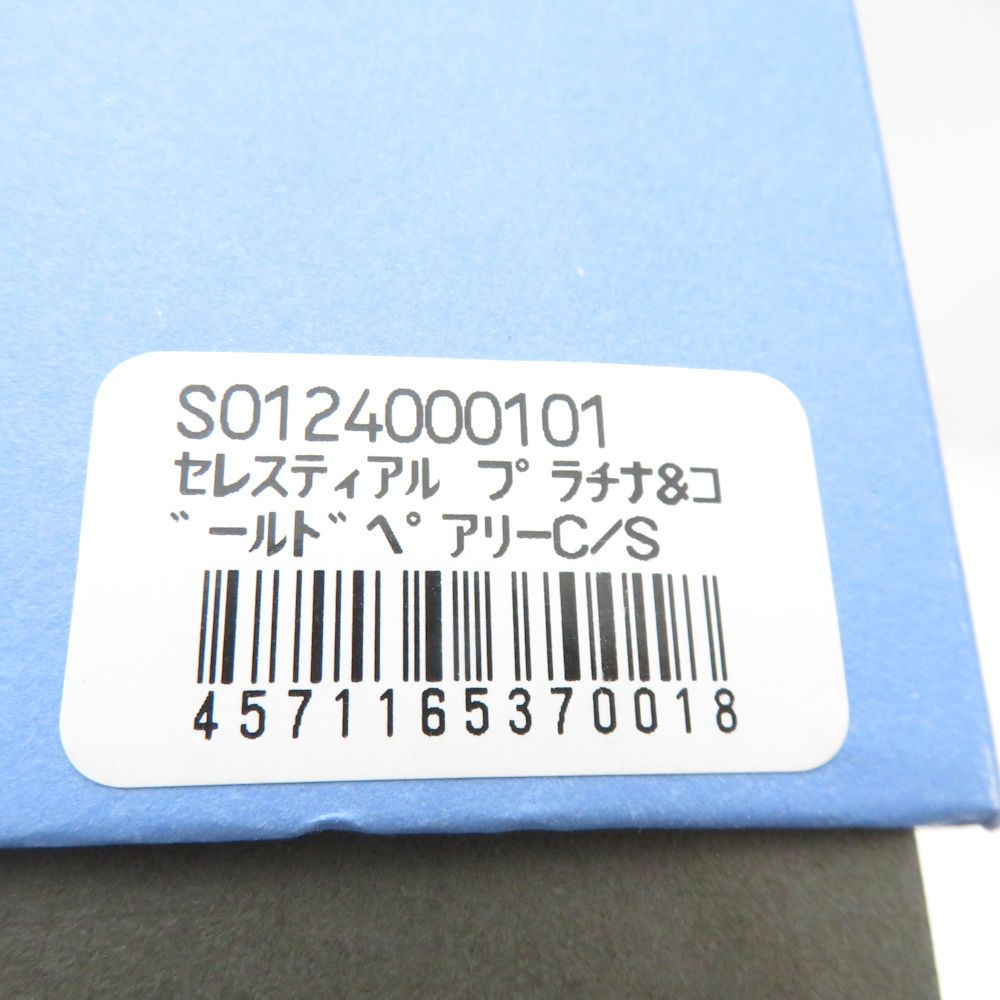 S0124000101
ｾﾚｽﾃｨｱﾙ ﾌﾟﾗﾁﾅ&ｺ
ﾞｰﾙﾄﾞﾍﾟｱﾘｰC/S
4571165370018